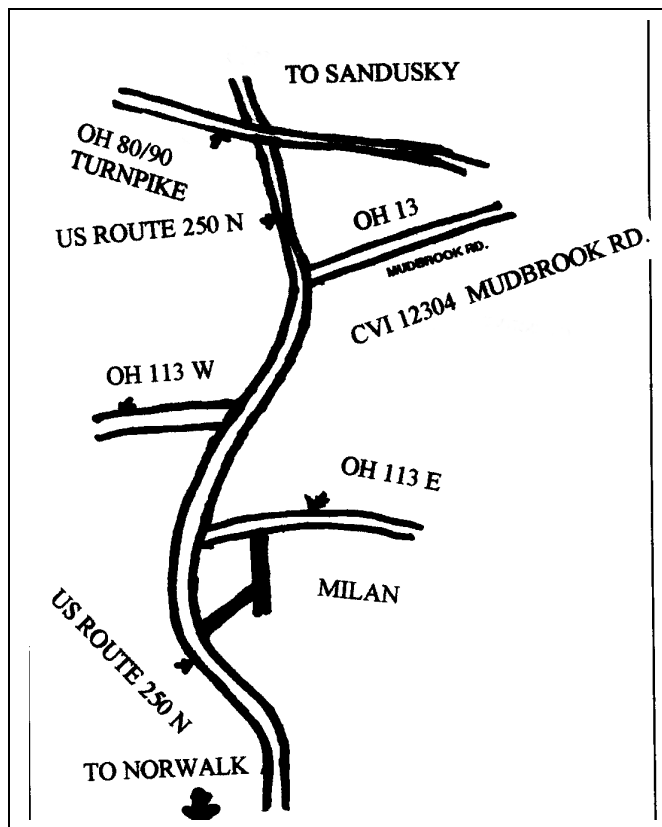 TO SANDUSKY
OH 80/90
TURNPIKE
US ROUTE 250 N
OH 13
MUDBROOK RD.
CVI 12304 MUDBROOK RD.
OH 113 W
OH 113 E
MILAN
US ROUTE 250 N
TO NORWALK